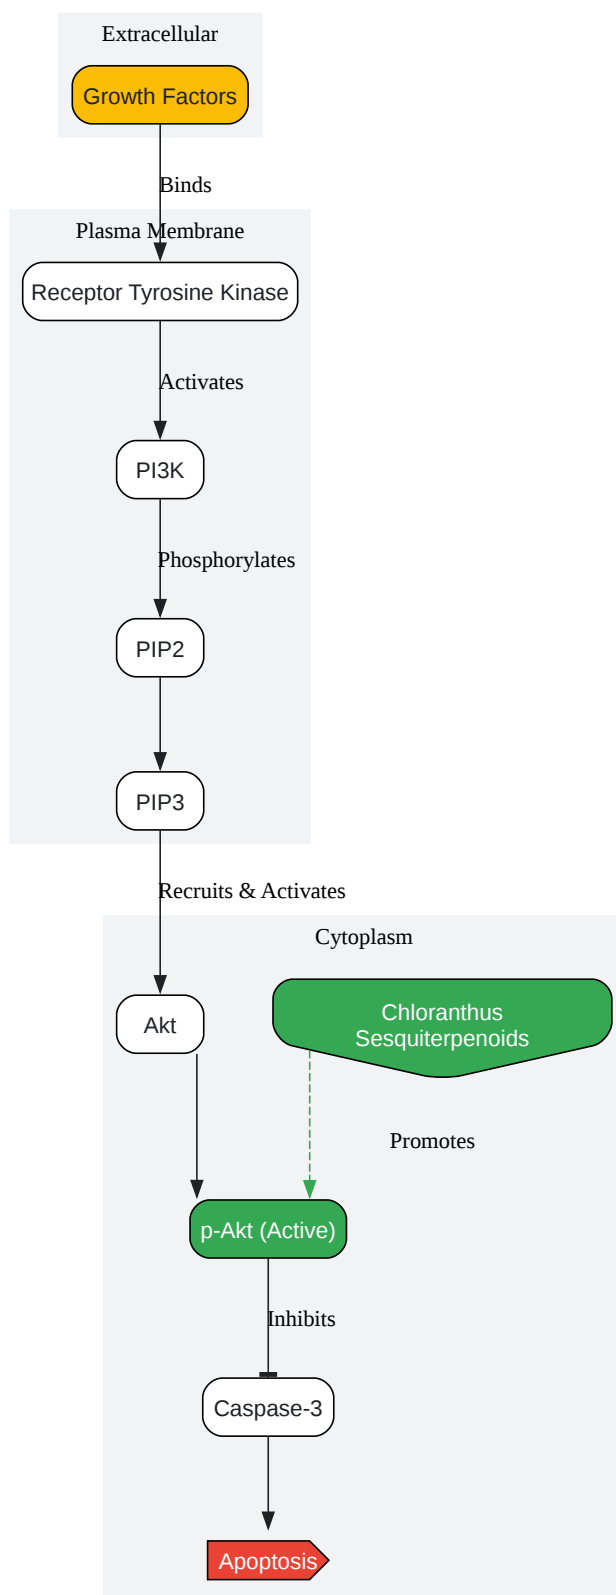 Extracellular
Growth Factors
Binds
Plasma Membrane
Receptor Tyrosine Kinase
Activates
PI3K
Phosphorylates
PIP2
PIP3
Recruits & Activates
Cytoplasm
Akt
Chloranthus
Sesquiterpenoids
Promotes
p-Akt (Active)
Inhibits
Caspase-3
Apoptosis